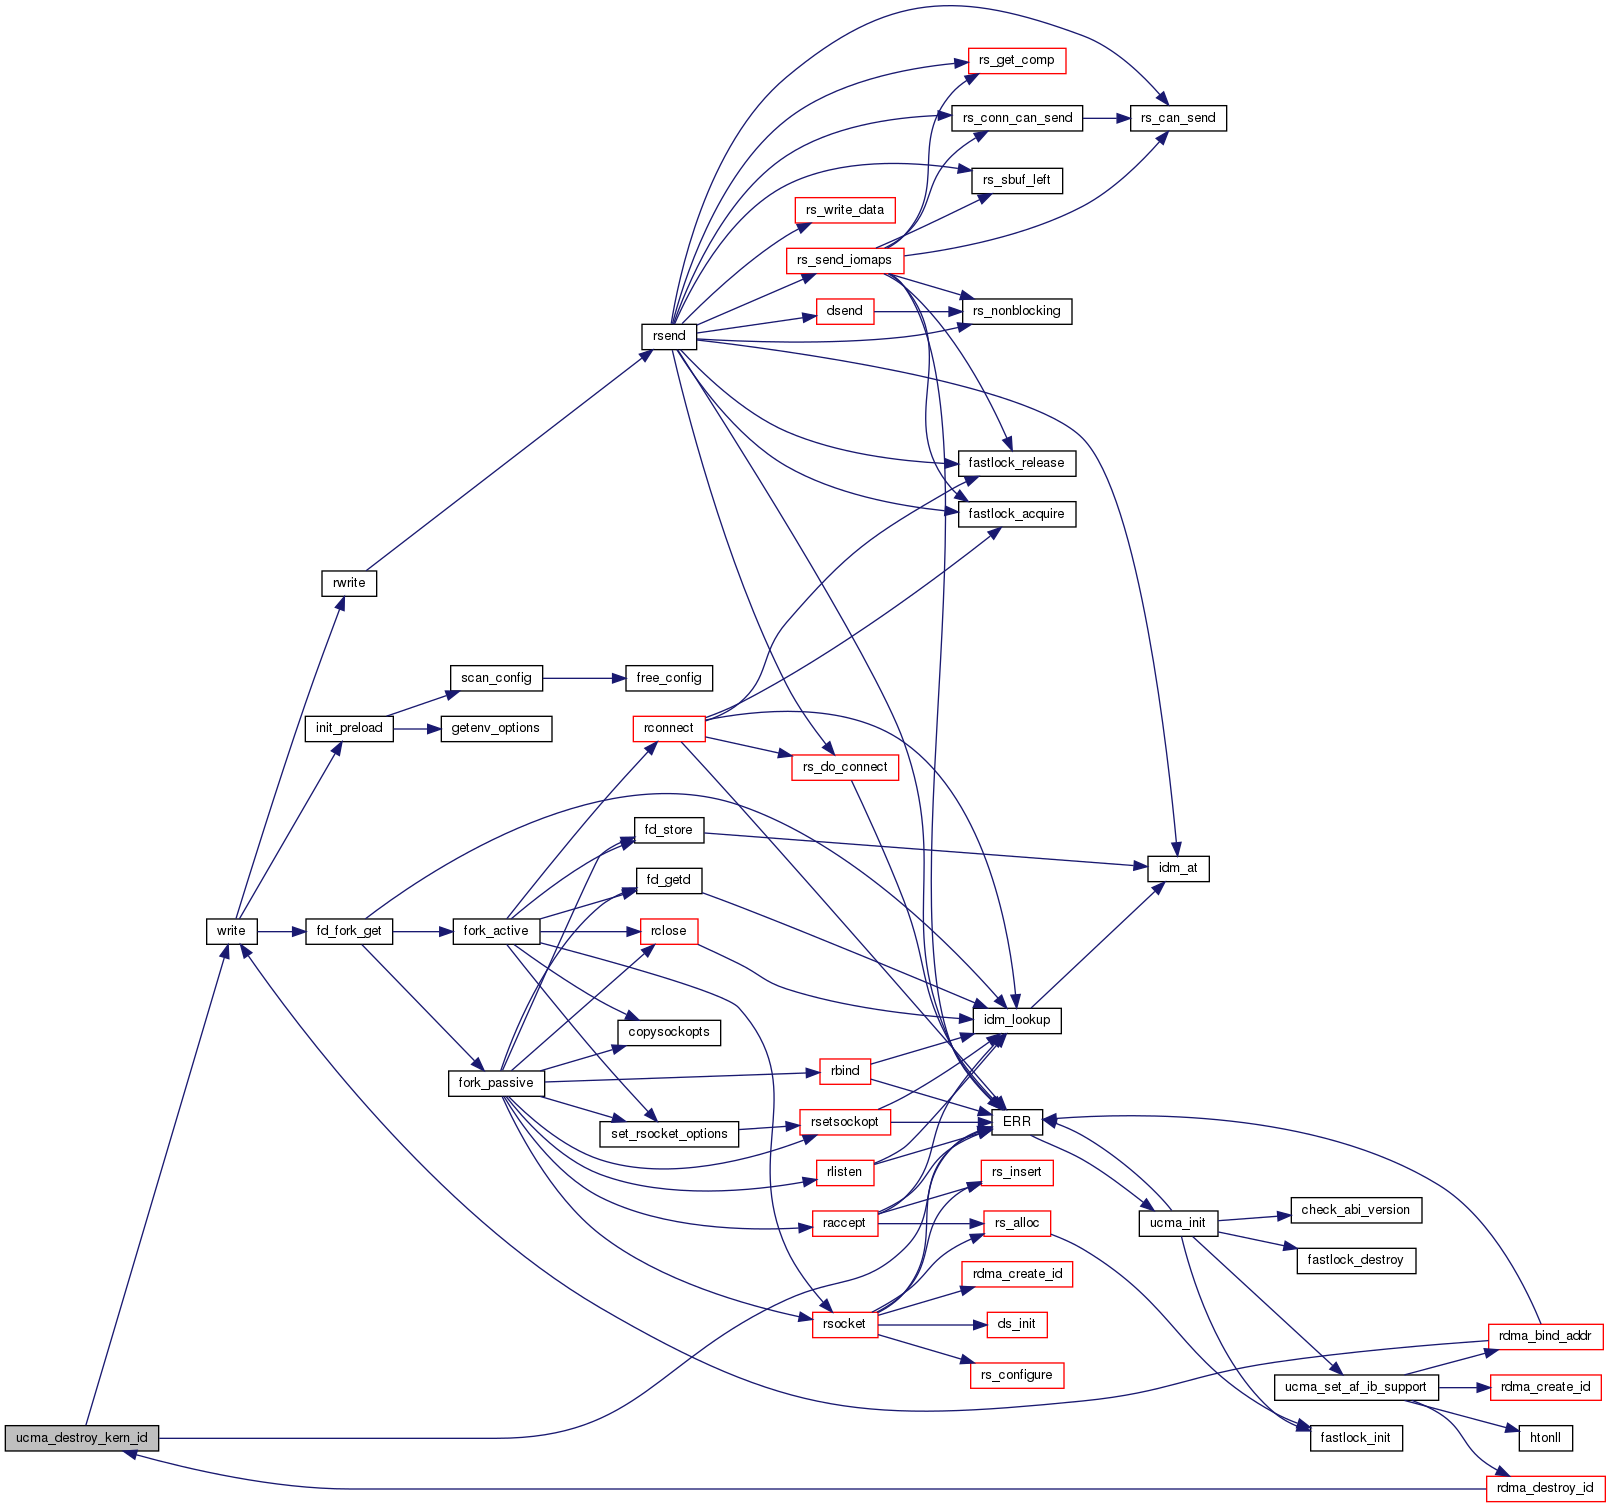 rs_get_comp
rs_conn_can_send
rs_can_send
rs_sbuf_left
rs_write_data
rs_send_iomaps
dsend
rs_nonblocking
rsend
fastlock_release
fastlock_acquire
rwrite
scan_config
free_config
init_preload
getenv_options
rconnect
rs_do_connect
fd_store
idm_at
fd_getd
write
fd_fork_get
fork_active
rclose
idm_lookup
copysockopts
rbind
fork_passive
rsetsockopt
ERR
set_rsocket_options
rlisten
rs_insert
raccept
rs_alloc
ucma_init
check_abi_version
fastlock_destroy
rdma_create_id
rsocket
ds_init
rdma_bind_addr
rs_configure
ucma_set_af_ib_support
rdma_create_id
ucma_destroy_kern_id
fastlock_init
htonll
rdma_destroy_id